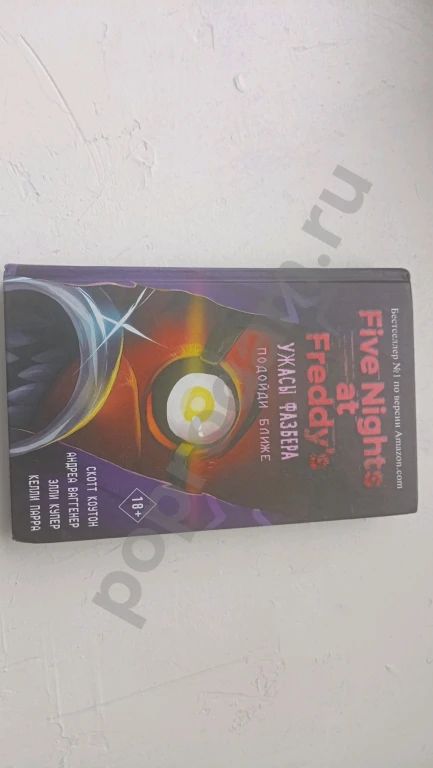 Бестселлер №1 по версии Amazon.com
Five Nights
at
Freddy's
УЖАСЫ ФАЗБЕРА
ПОДОЙДИ БЛИЖЕ
18+
СКОТТ КОУТОН
АНДРЕА ВАГГЕНЕР
ЭЛЛИ КУПЕР
КЕЛЛИ ПАРРА